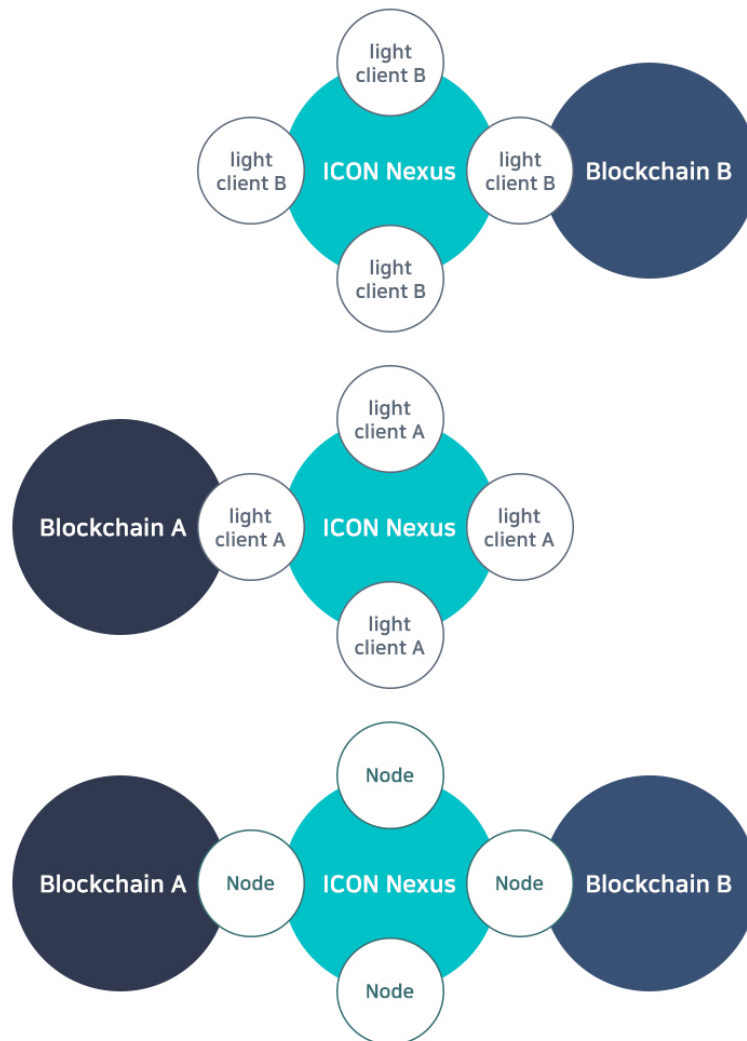 light
client B
light
client B
ICON Nexus
light
client B
Blockchain B
light
client B
light
client A
Blockchain A
light
client A
ICON Nexus
light
client A
light
client A
Node
Blockchain A
Node
ICON Nexus
Node
Blockchain B
Node